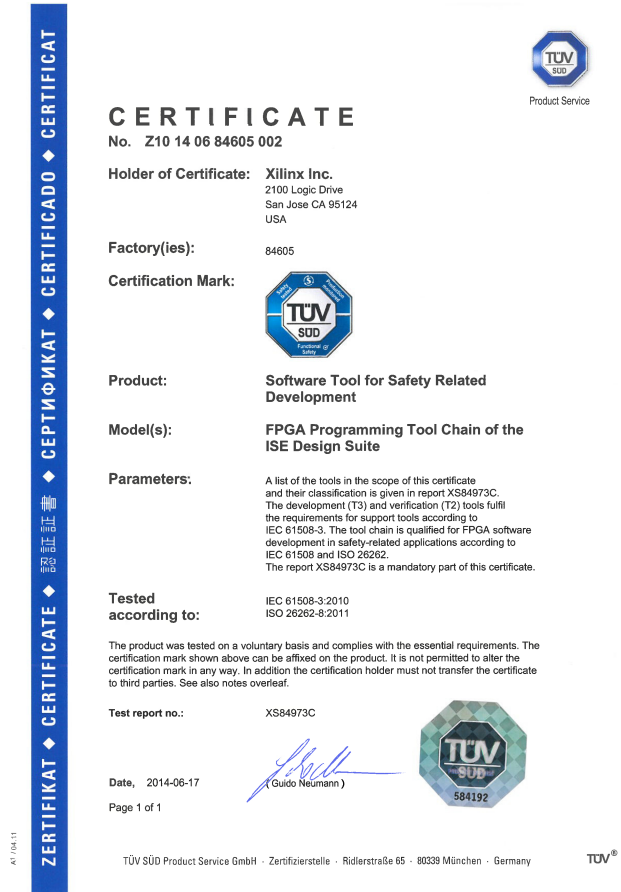 ZERTIFIKAT ◆ CERTIFICATE ◆ 認証証書 ◆ СЕРТИФИКАТ ◆ CERTIFICADO ◆ CERTIFICAT
TÜV
SÜD
Product Service
CERTIFICATE
No. Z10 14 06 84605 002
Holder of Certificate: Xilinx Inc.
2100 Logic Drive
San Jose CA 95124
USA
Factory(ies): 84605
Certification Mark:
Safety tested
Production monitored
TÜV
SÜD
Functional Safety
Product: Software Tool for Safety Related
Development
Model(s): FPGA Programming Tool Chain of the
ISE Design Suite
Parameters: A list of the tools in the scope of this certificate
and their classification is given in report XS84973C.
The development (T3) and verification (T2) tools fulfil
the requirements for support tools according to
IEC 61508-3. The tool chain is qualified for FPGA software
development in safety-related applications according to
IEC 61508 and ISO 26262.
The report XS84973C is a mandatory part of this certificate.
Tested
according to:
IEC 61508-3:2010
ISO 26262-8:2011
The product was tested on a voluntary basis and complies with the essential requirements. The
certification mark shown above can be affixed on the product. It is not permitted to alter the
certification mark in any way. In addition the certification holder must not transfer the certificate
to third parties. See also notes overleaf.
Test report no.: XS84973C
TÜV
SÜD
584192
Date, 2014-06-17
( Guido Neumann )
Page 1 of 1
A1 / 04.11
TÜV SÜD Product Service GmbH · Zertifizierstelle · Ridlerstraße 65 · 80339 München · Germany
TÜV®